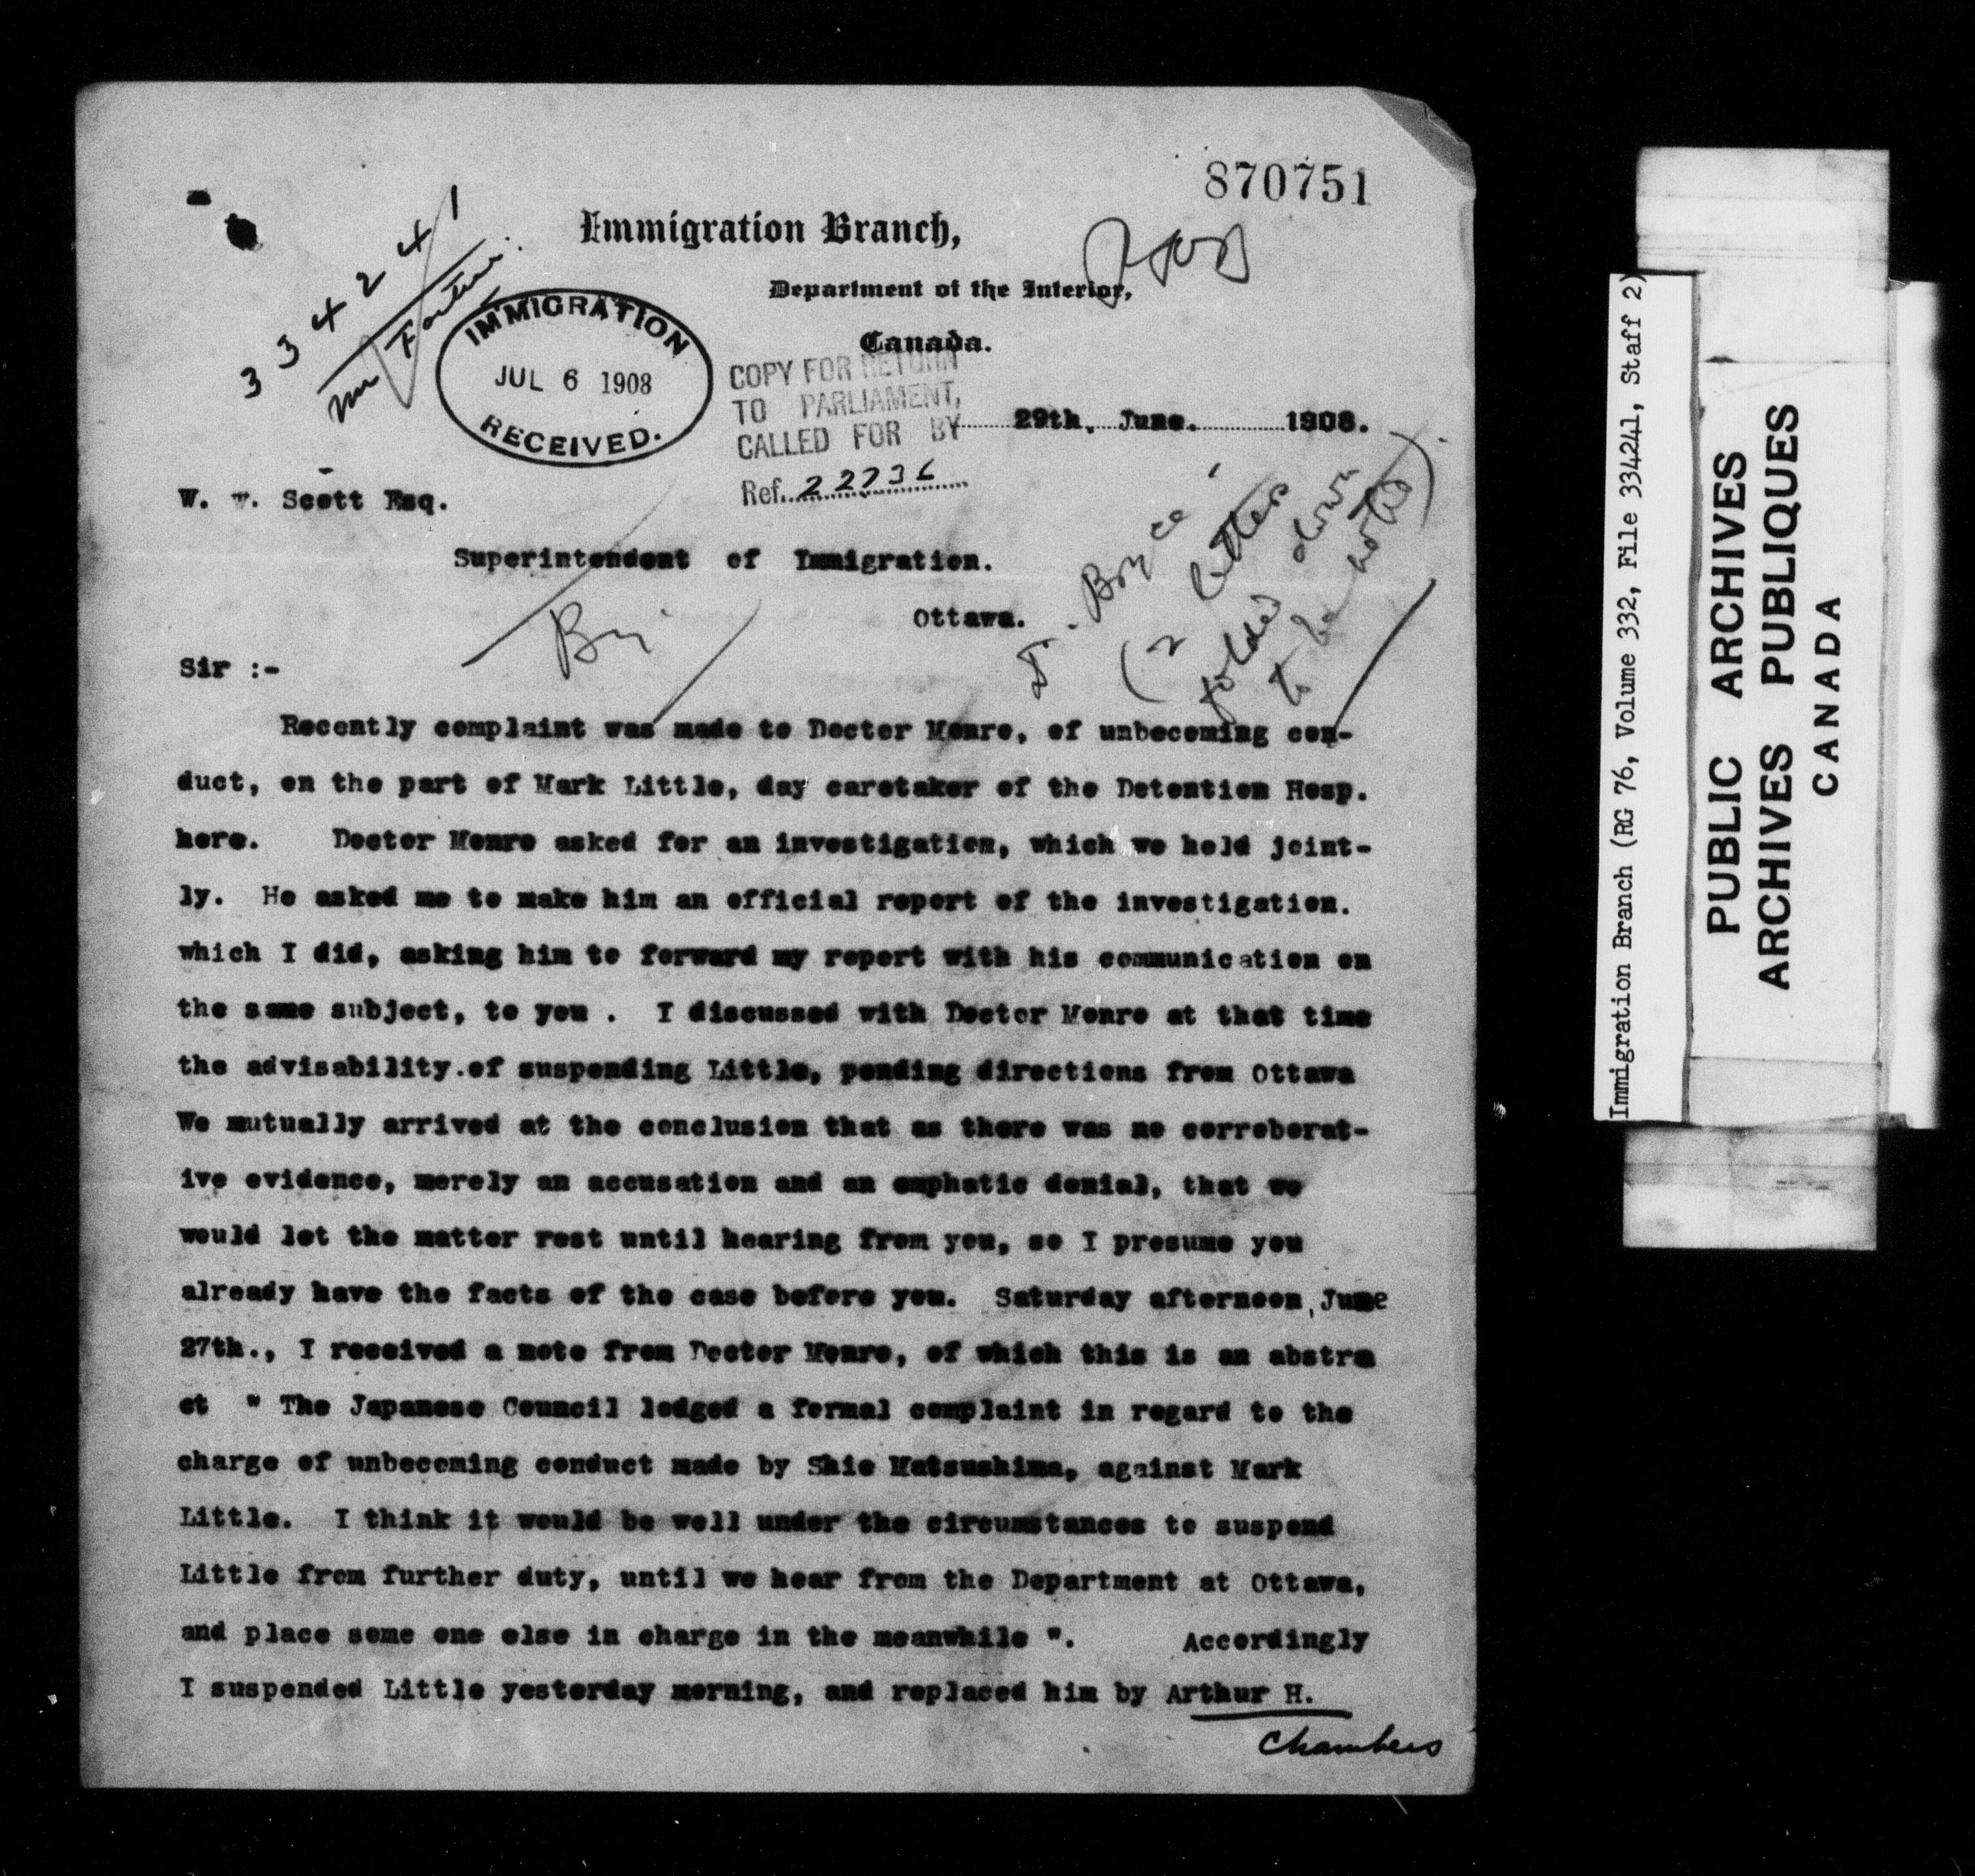 870751
334241
Immigration Branch,
Department of the Interior,
Canada.
IMMIGRATION
JUL 6 1908
RECEIVED.
COPY FOR RETURN
TO PARLIAMENT,
CALLED FOR BY
Ref. 22736
29th. June. 1908.
W. W. Scott Esq.
Superintendent of Immigration.
Ottawa.
Dr. Bryce
(2 letters
folded down
to be noted)
Sir :-
Recently complaint was made to Doctor Monro, of unbecoming con-
duct, on the part of Mark Little, day caretaker of the Detention Hosp.
here. Doctor Monro asked for an investigation, which we held joint-
ly. He asked me to make him an official report of the investigation.
which I did, asking him to forward my report with his communication on
the same subject, to you . I discussed with Doctor Monro at that time
the advisability.of suspending Little, pending directions from Ottawa
We mutually arrived at the conclusion that as there was no corroborat-
ive evidence, merely an accusation and an emphatic denial, that we
would let the matter rest until hearing from you, so I presume you
already have the facts of the case before you. Saturday afternoon, June
27th., I received a note from Doctor Monro, of which this is an abstra
ct " The Japanese Council lodged a formal complaint in regard to the
charge of unbecoming conduct made by Shio Matsushima, against Mark
Little. I think it would be well under the circumstances to suspend
Little from further duty, until we hear from the Department at Ottawa,
and place some one else in charge in the meanwhile ". Accordingly
I suspended Little yesterday morning, and replaced him by Arthur H.
Chambers
Immigration Branch (RG 76, Volume 332, File 334241, Staff 2)
PUBLIC ARCHIVES
ARCHIVES PUBLIQUES
CANADA